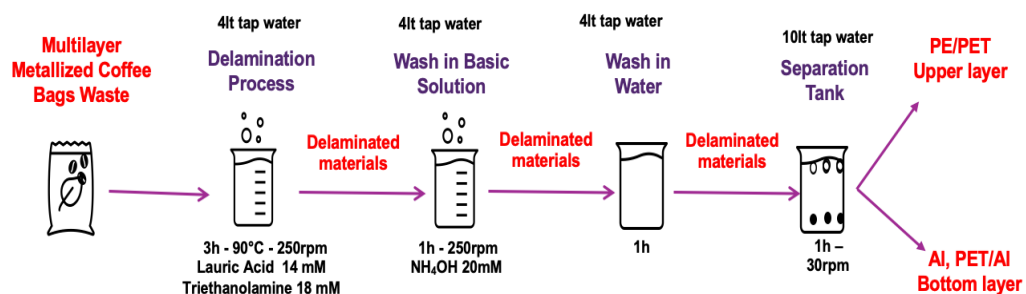 4lt tap water
4lt tap water
4lt tap water
10lt tap water
Multilayer
Metallized Coffee
Bags Waste
Delamination
Process
Wash in Basic
Solution
Wash in
Water
Separation
Tank
PE/PET
Upper layer
Delaminated
materials
Delaminated
materials
Delaminated
materials
3h - 90°C - 250rpm
Lauric Acid 14 mM
Triethanolamine 18 mM
1h - 250rpm
NH₄OH 20mM
1h
1h –
30rpm
Al, PET/Al
Bottom layer